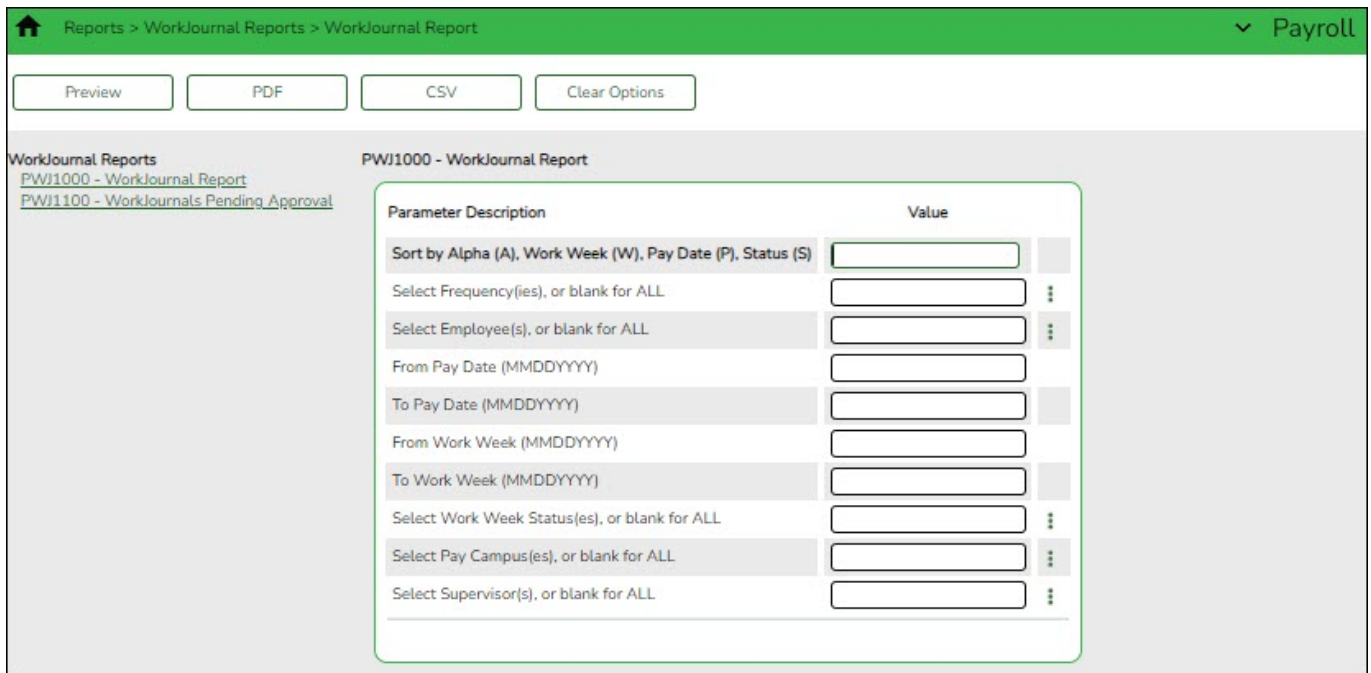 Reports > WorkJournal Reports > WorkJournal Report
Payroll
Preview PDF CSV Clear Options
WorkJournal Reports
PWJ1000 - WorkJournal Report
PWJ1100 - WorkJournals Pending Approval
PWJ1000 - WorkJournal Report
Parameter Description Value
Sort by Alpha (A), Work Week (W), Pay Date (P), Status (S)
Select Frequency(ies), or blank for ALL
Select Employee(s), or blank for ALL
From Pay Date (MMDDYYYY)
To Pay Date (MMDDYYYY)
From Work Week (MMDDYYYY)
To Work Week (MMDDYYYY)
Select Work Week Status(es), or blank for ALL
Select Pay Campus(es), or blank for ALL
Select Supervisor(s), or blank for ALL